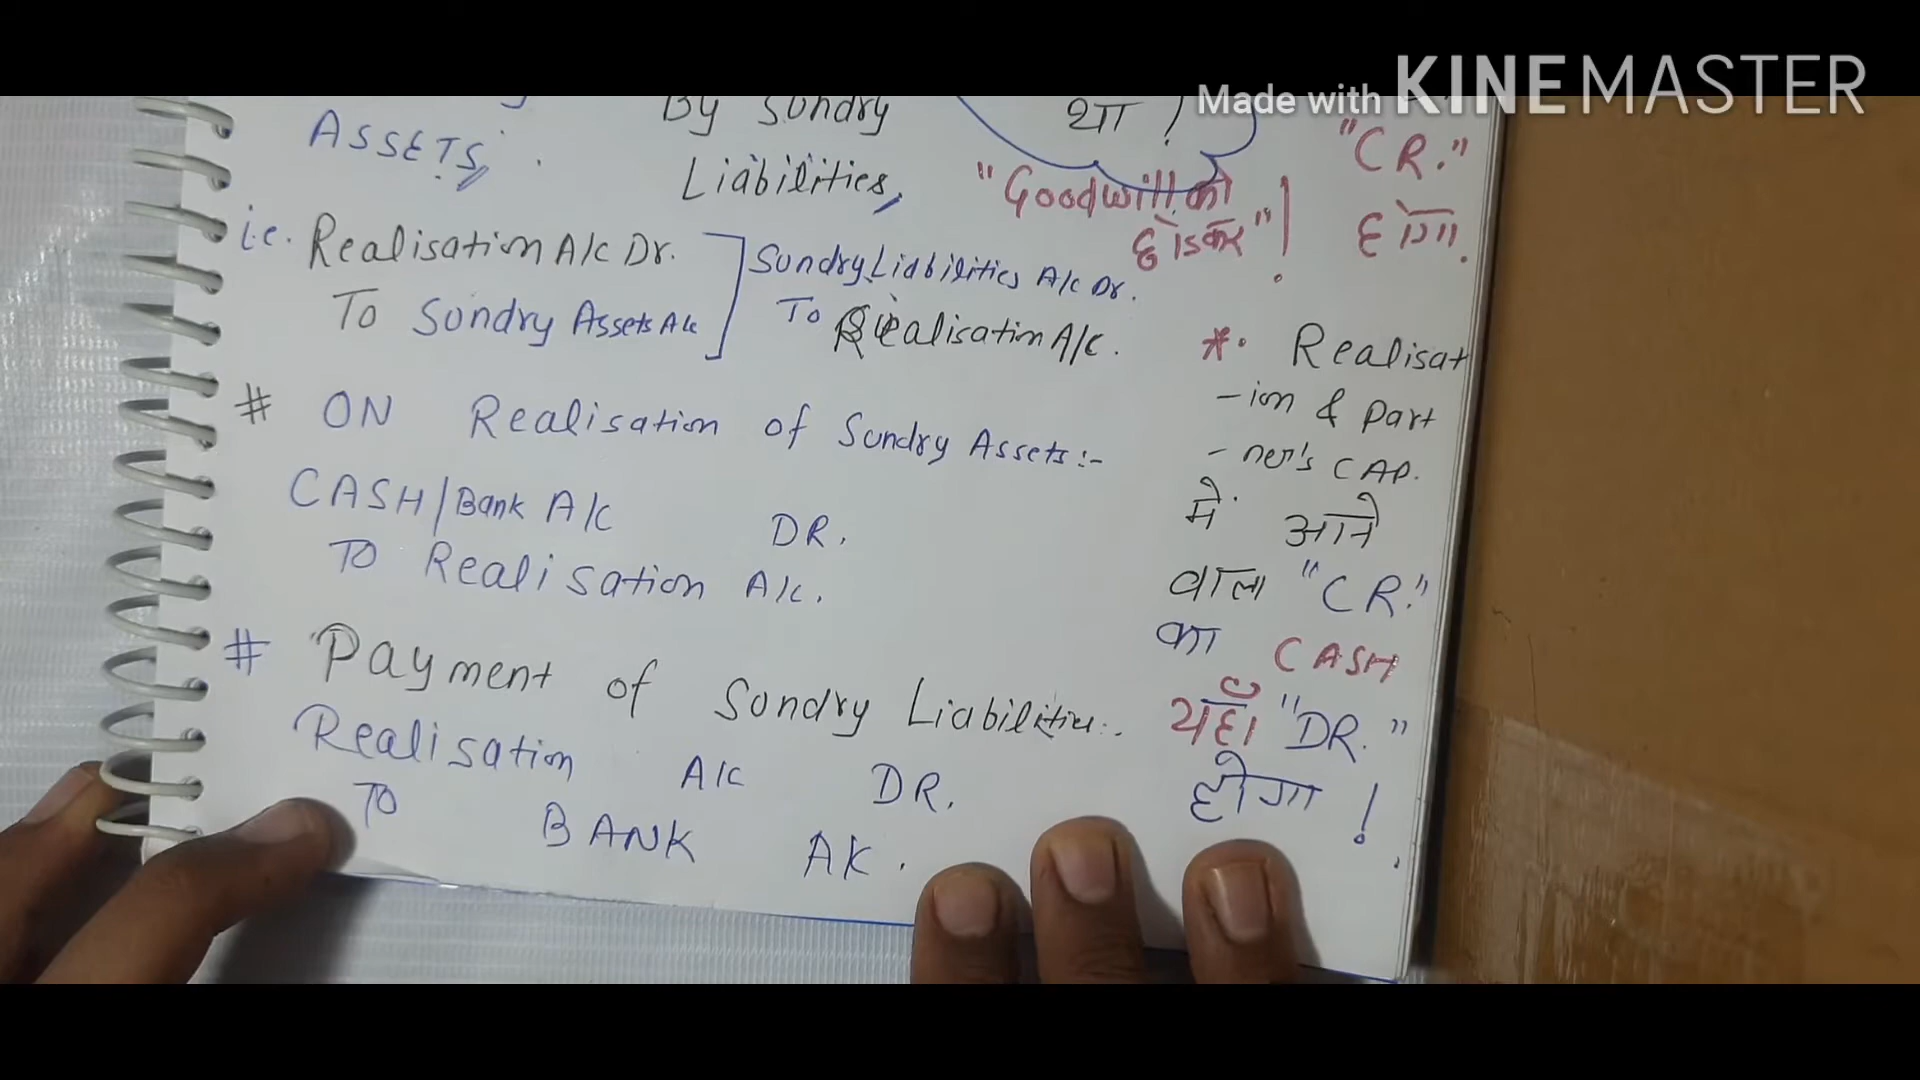 Made with KINEMASTER
ASSETS,
By Sundry
Liabilities,
था !
"Goodwill को
छोडकर" !
"CR."
होगा.
i.e. Realisation A/c Dr.
To Sundry Assets A/c
Sundry Liabilities A/c Dr.
To Realisation A/c.
# ON Realisation of Sundry Assets:-
CASH/Bank A/C DR.
TO Realisation A/c.
# Payment of Sundry Liabilities:.
Realisation A/C DR.
TO BANK A/C.
*. Realisat
-ion & Part
-ner's CAP.
में आने
वाला "CR."
का CASH
यहाँ "DR."
होगा !